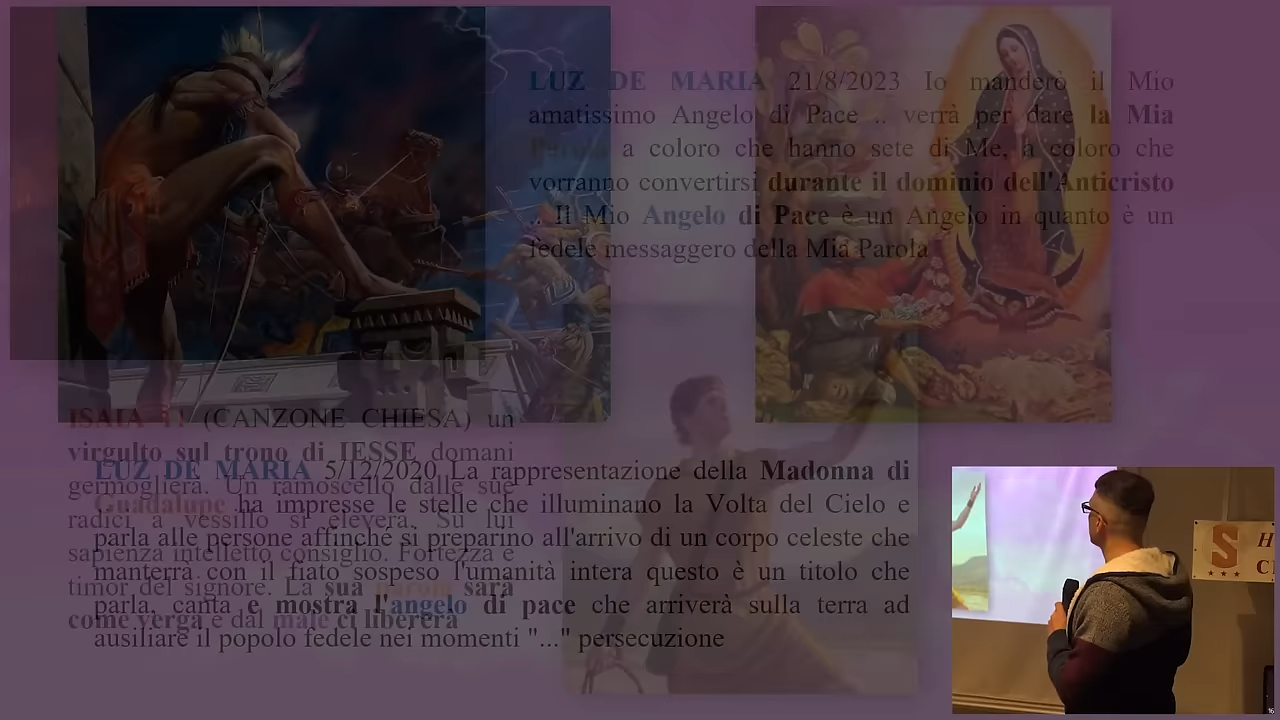 LUZ DE MARIA 21/8/2023 Io manderò il Mio
amatissimo Angelo di Pace .. verrà per dare la Mia
Parola a coloro che hanno sete di Me, a coloro che
vorranno convertirsi durante il dominio dell'Anticristo
.. Il Mio Angelo di Pace è un Angelo in quanto è un
fedele messaggero della Mia Parola
ISAIA 11 (CANZONE CHIESA) un
virgulto sul trono di IESSE domani
germoglierà. Un ramoscello dalle sue
radici a vessillo si eleverà. Su lui
sapienza intelletto consiglio. Fortezza e
timor del signore. La sua parola sarà
come verga e dal male ci libererà
LUZ DE MARIA 5/12/2020 La rappresentazione della Madonna di
Guadalupe ha impresse le stelle che illuminano la Volta del Cielo e
parla alle persone affinché si preparino all'arrivo di un corpo celeste che
manterrà con il fiato sospeso l'umanità intera questo è un titolo che
parla, canta e mostra l'angelo di pace che arriverà sulla terra ad
ausiliare il popolo fedele nei momenti "..." persecuzione
S
H
C
16